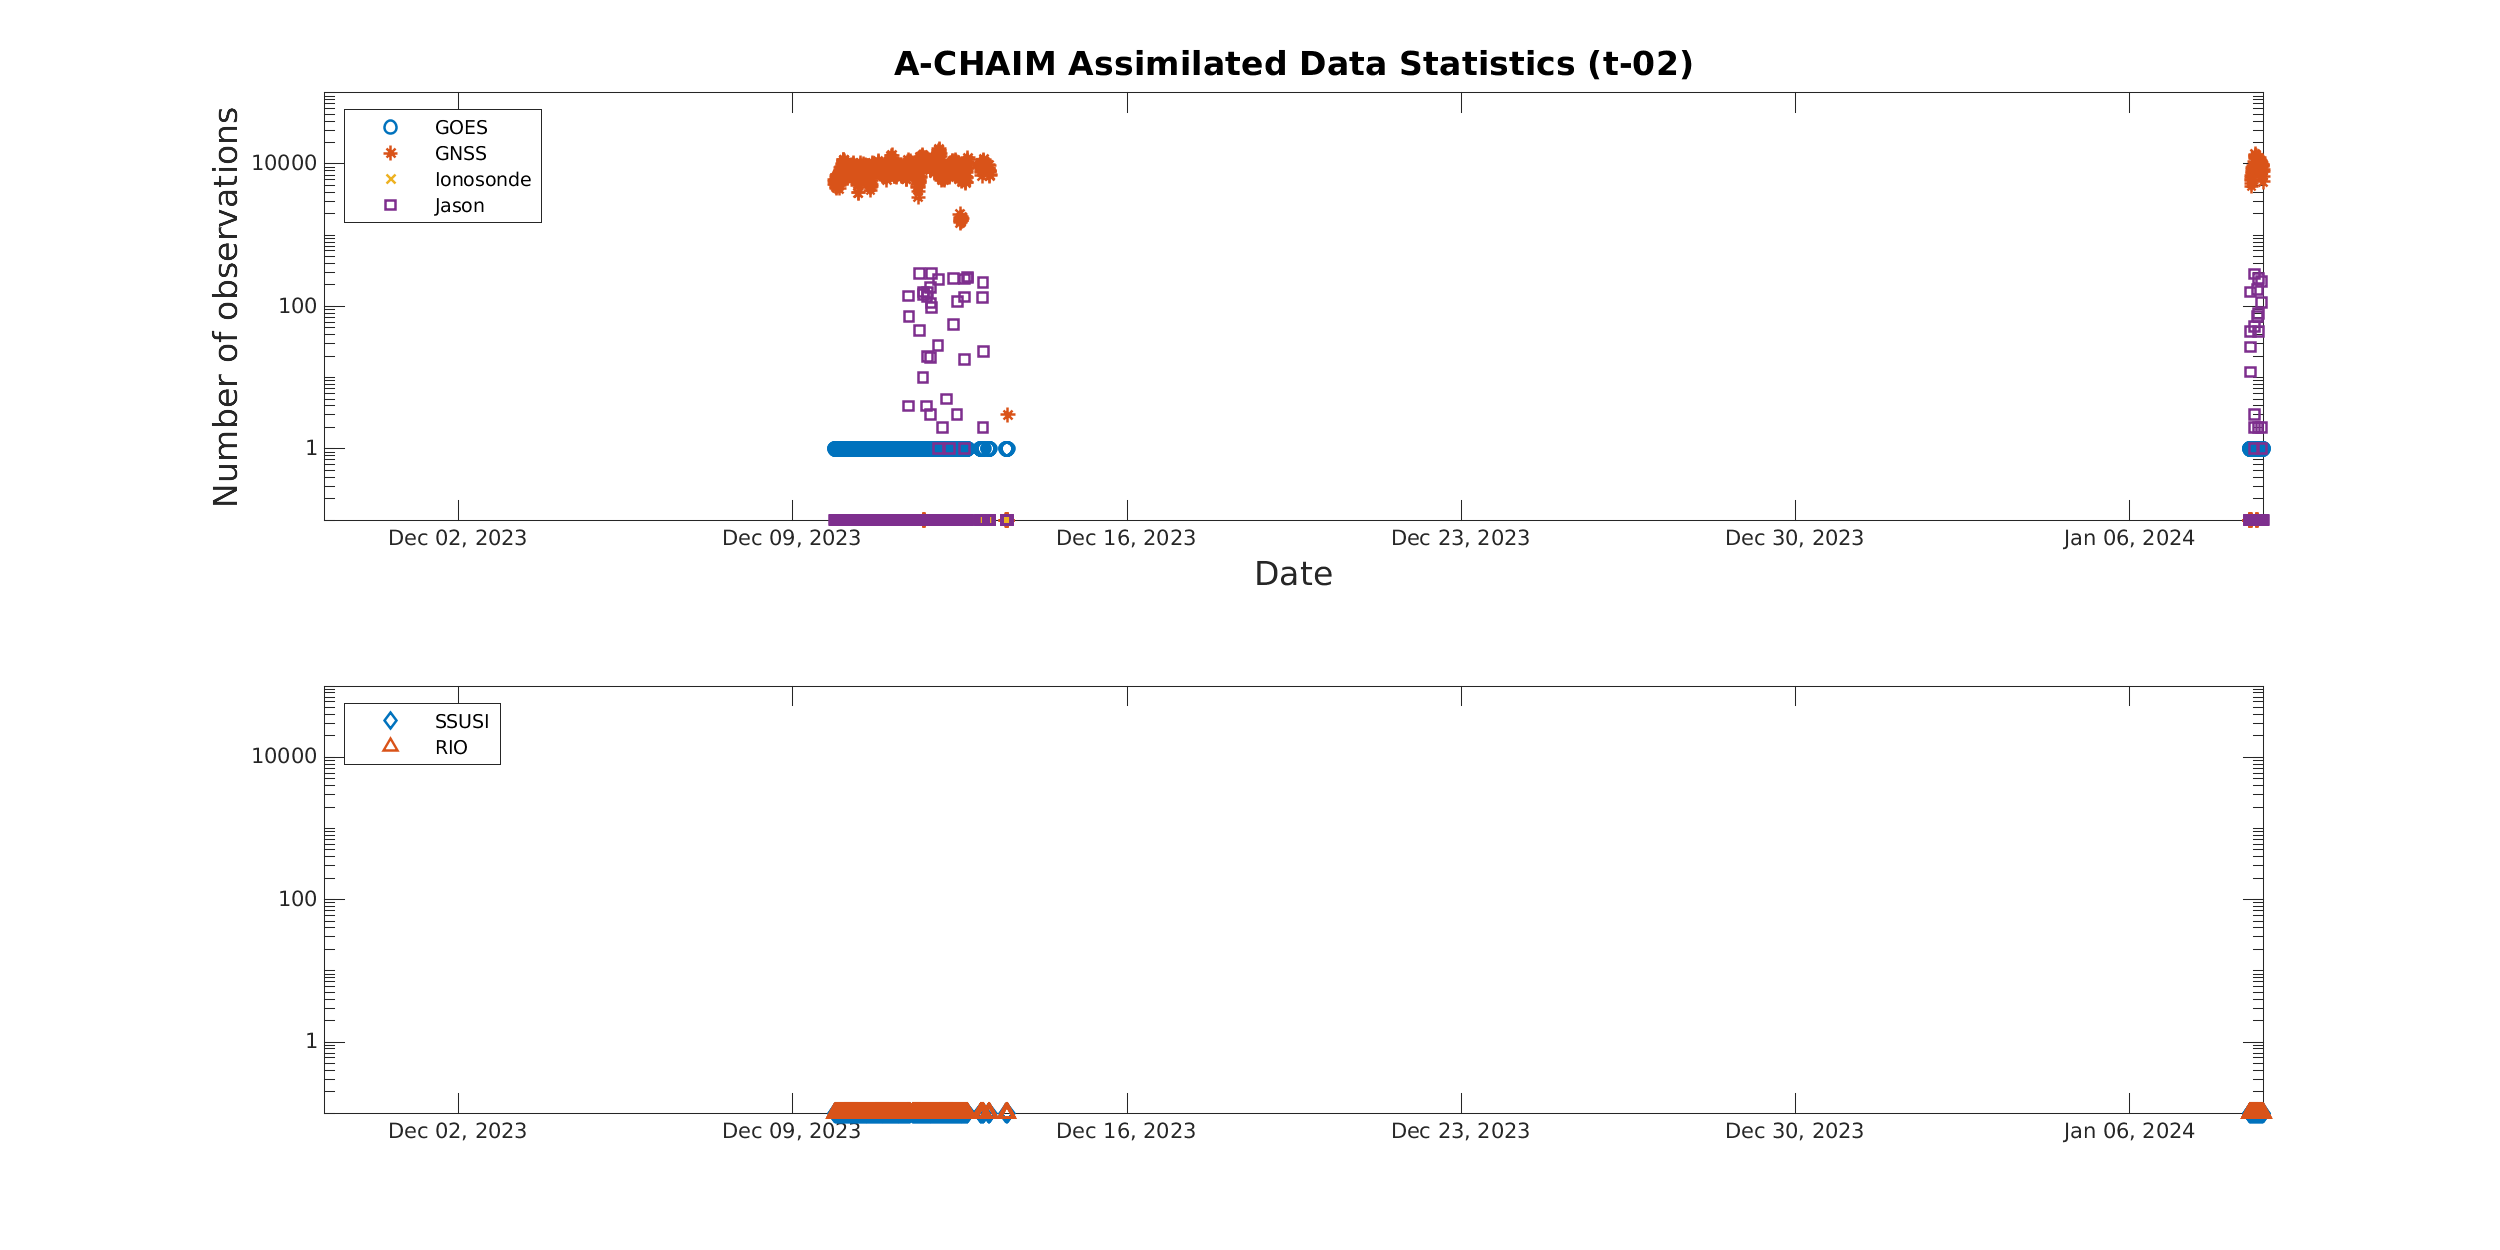 A-CHAIM Assimilated Data Statistics (t-02)
Number of observations
GOES
GNSS
Ionosonde
Jason
10000
100
1
Dec 02, 2023
Dec 09, 2023
Dec 16, 2023
Dec 23, 2023
Dec 30, 2023
Jan 06, 2024
Date
SSUSI
RIO
10000
100
1
Dec 02, 2023
Dec 09, 2023
Dec 16, 2023
Dec 23, 2023
Dec 30, 2023
Jan 06, 2024